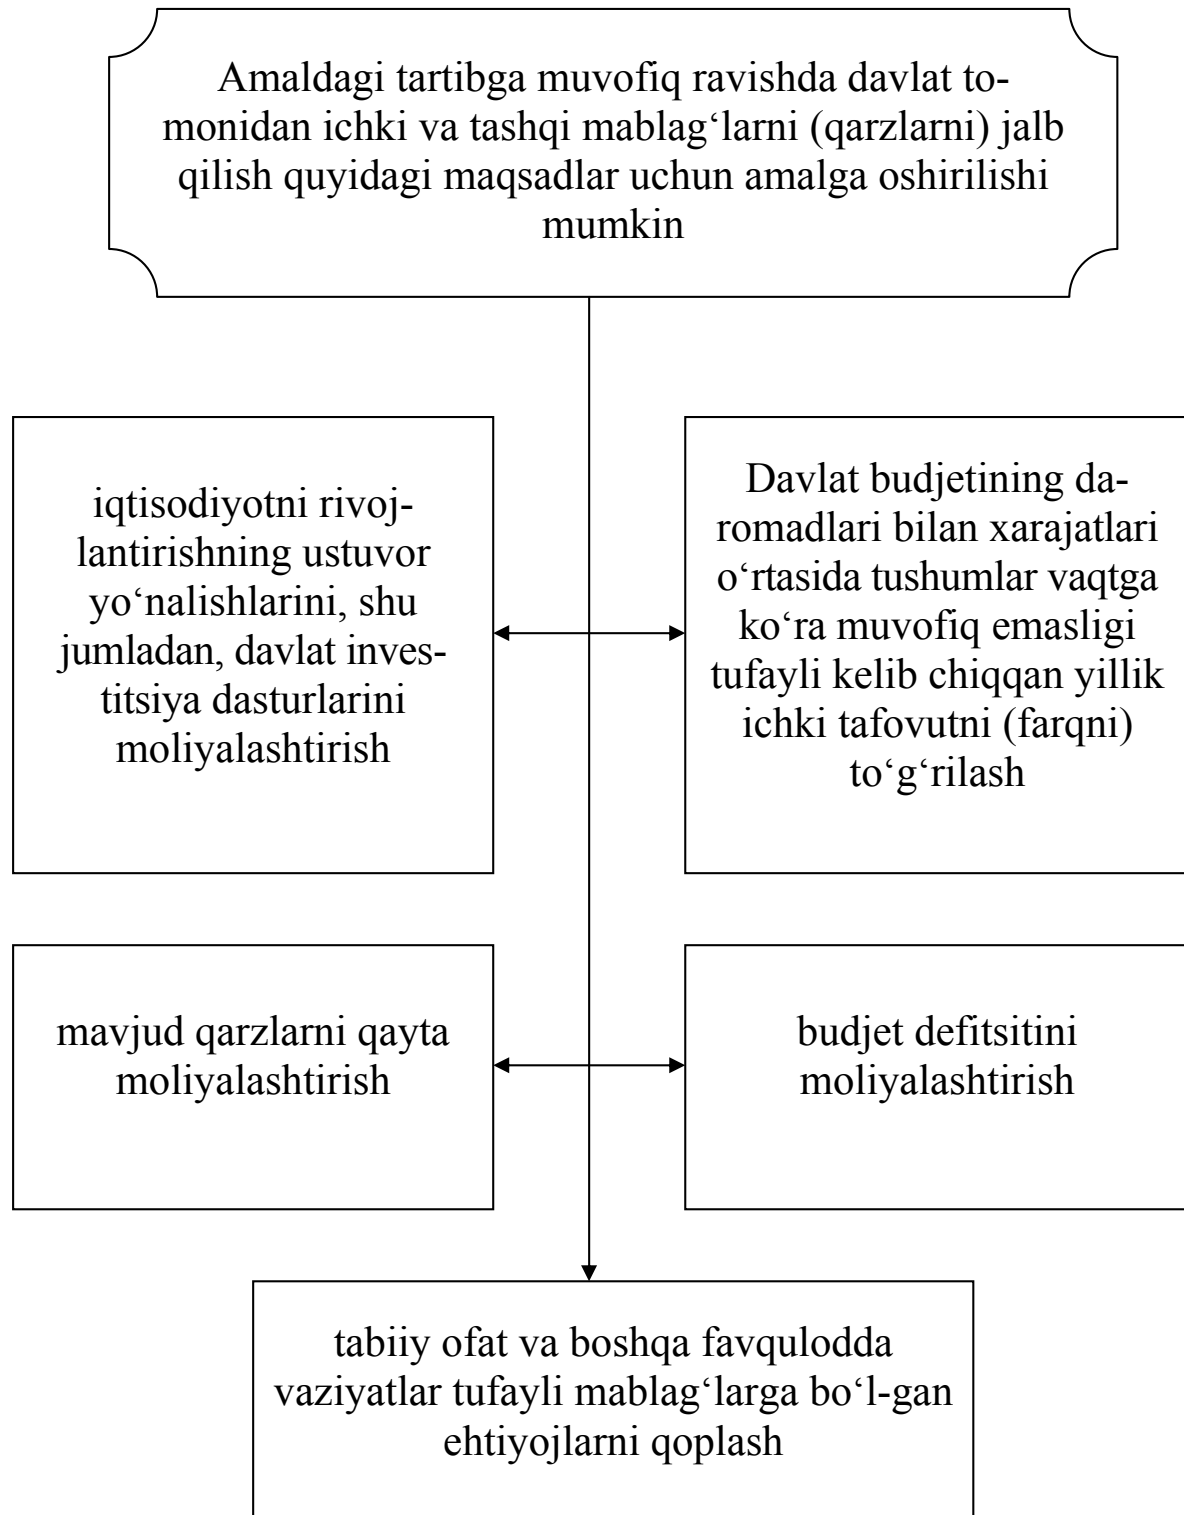 Amaldagi tartibga muvofiq ravishda davlat to-
monidan ichki va tashqi mablag‘larni (qarzlarni) jalb
qilish quyidagi maqsadlar uchun amalga oshirilishi
mumkin
iqtisodiyotni rivoj-
lantirishning ustuvor
yo‘nalishlarini, shu
jumladan, davlat inves-
titsiya dasturlarini
moliyalashtirish
Davlat budjetining da-
romadlari bilan xarajatlari
o‘rtasida tushumlar vaqtga
ko‘ra muvofiq emasligi
tufayli kelib chiqqan yillik
ichki tafovutni (farqni)
to‘g‘rilash
mavjud qarzlarni qayta
moliyalashtirish
budjet defitsitini
moliyalashtirish
tabiiy ofat va boshqa favqulodda
vaziyatlar tufayli mablag‘larga bo‘l-gan
ehtiyojlarni qoplash